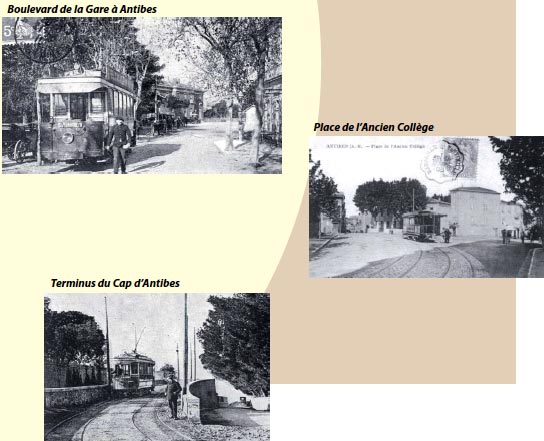 Boulevard de la Gare à Antibes
Place de l'Ancien Collège
ANTIBES (A.-M. — Place de l'Ancien Collège
Terminus du Cap d'Antibes